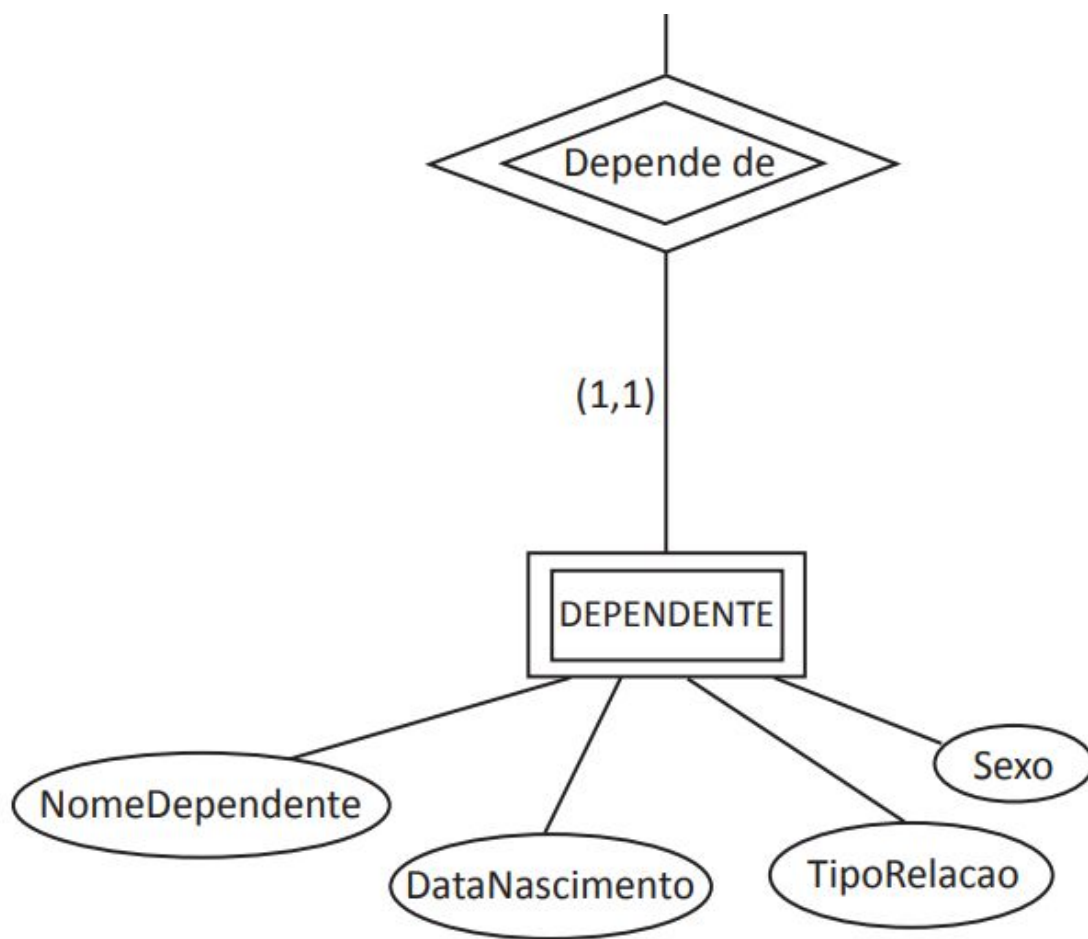 Depende de
(1,1)
DEPENDENTE
NomeDependente
DataNascimento
TipoRelacao
Sexo